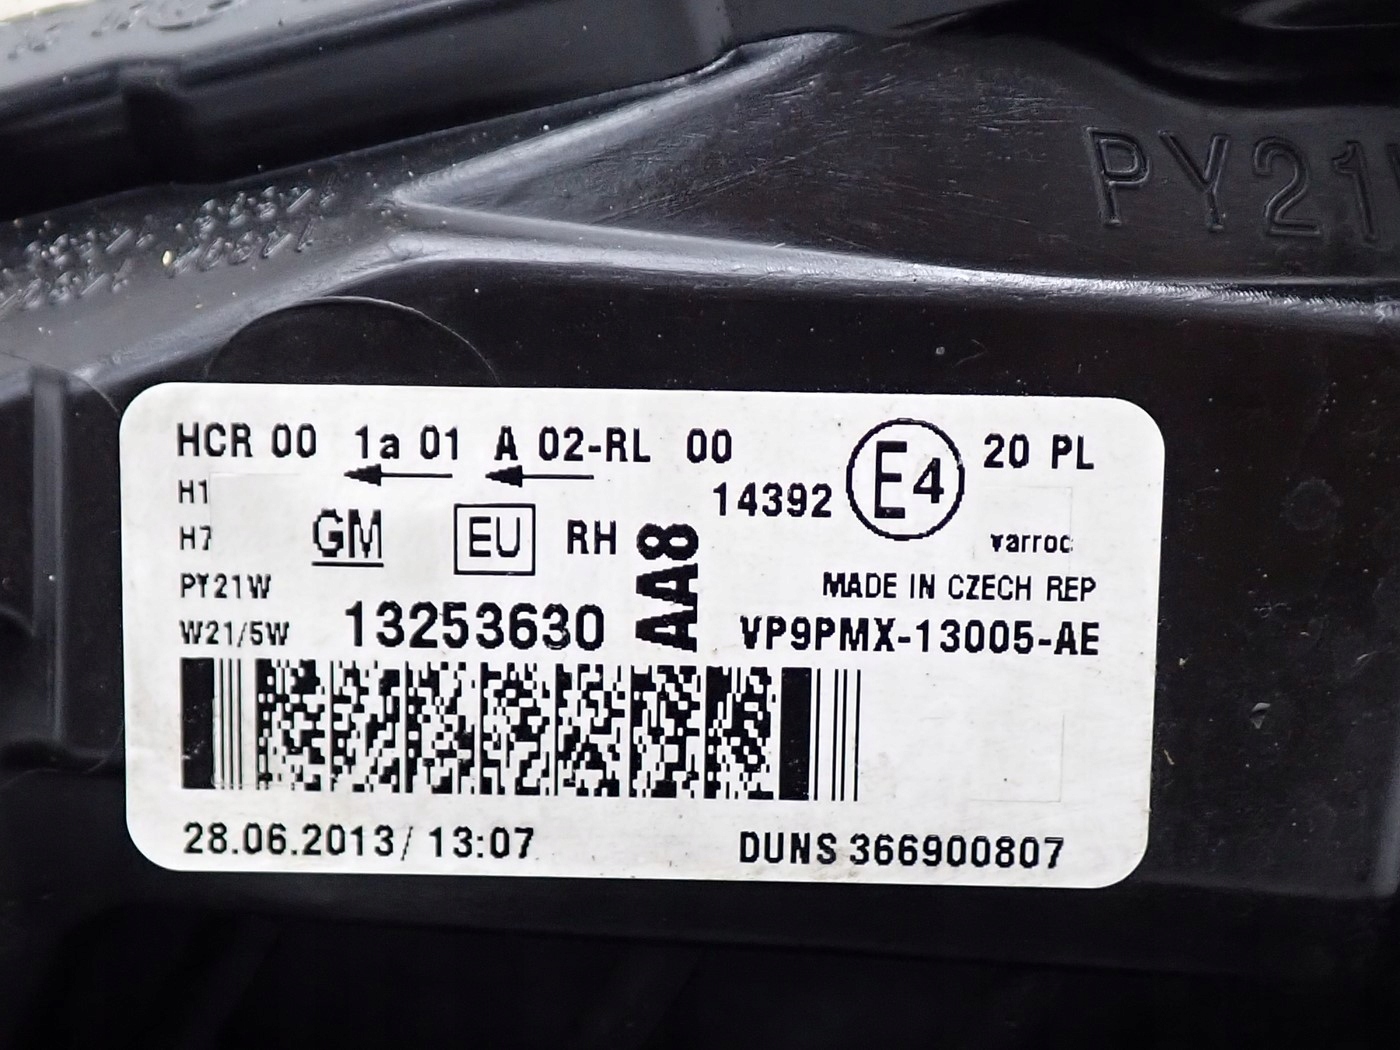 PY21
HCR 00 1a 01 A 02-RL 00 E4 20 PL
H1 14392
H7 GM EU RH AA8 varroc
PY21W MADE IN CZECH REP
W21/5W 13253630 VP9PMX-13005-AE
28.06.2013/ 13:07 DUNS 366900807